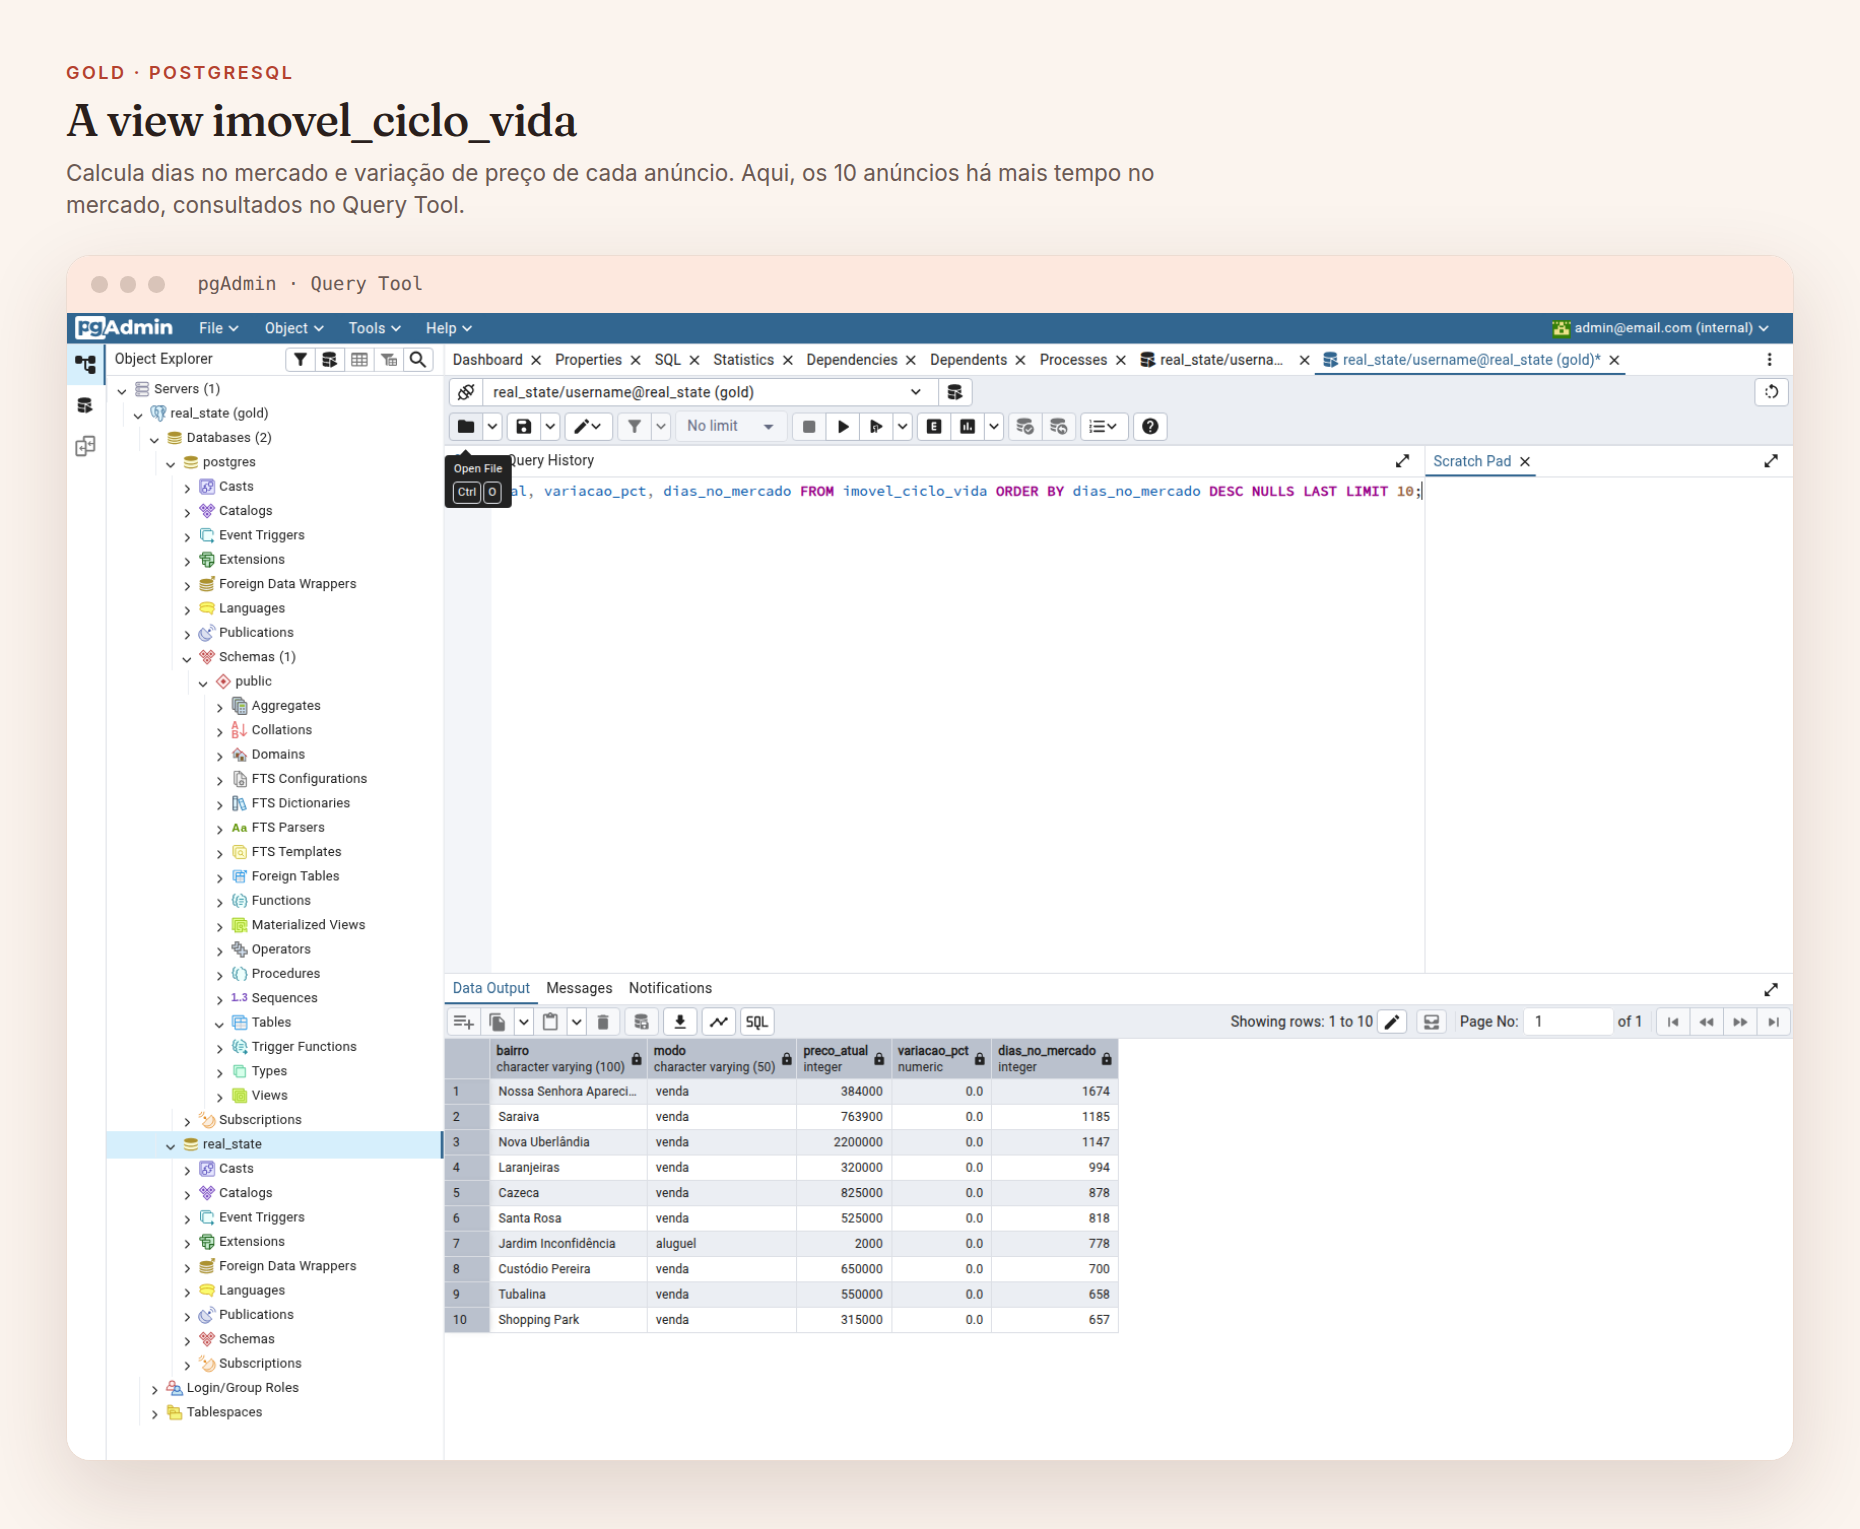 GOLD · POSTGRESQL
A view imovel_ciclo_vida
Calcula dias no mercado e variação de preço de cada anúncio. Aqui, os 10 anúncios há mais tempo no
mercado, consultados no Query Tool.
pgAdmin · Query Tool
pgAdmin File Object Tools Help admin@email.com (internal)
Object Explorer
Dashboard Properties SQL Statistics Dependencies Dependents Processes real_state/userna... real_state/username@real_state (gold)*
real_state/username@real_state (gold)
No limit
Open File
Ctrl O
Query History
Scratch Pad
al, variacao_pct, dias_no_mercado FROM imovel_ciclo_vida ORDER BY dias_no_mercado DESC NULLS LAST LIMIT 10;
Servers (1)
real_state (gold)
Databases (2)
postgres
Casts
Catalogs
Event Triggers
Extensions
Foreign Data Wrappers
Languages
Publications
Schemas (1)
public
Aggregates
Collations
Domains
FTS Configurations
FTS Dictionaries
Aa FTS Parsers
FTS Templates
Foreign Tables
Functions
Materialized Views
Operators
Procedures
1..3 Sequences
Tables
Trigger Functions
Types
Views
Subscriptions
real_state
Casts
Catalogs
Event Triggers
Extensions
Foreign Data Wrappers
Languages
Publications
Schemas
Subscriptions
Login/Group Roles
Tablespaces
Data Output Messages Notifications
SQL
Showing rows: 1 to 10 Page No: 1 of 1
bairro modo preco_atual variacao_pct dias_no_mercado
character varying (100) character varying (50) integer numeric integer
1 Nossa Senhora Apareci... venda 384000 0.0 1674
2 Saraiva venda 763900 0.0 1185
3 Nova Uberlândia venda 2200000 0.0 1147
4 Laranjeiras venda 320000 0.0 994
5 Cazeca venda 825000 0.0 878
6 Santa Rosa venda 525000 0.0 818
7 Jardim Inconfidência aluguel 2000 0.0 778
8 Custódio Pereira venda 650000 0.0 700
9 Tubalina venda 550000 0.0 658
10 Shopping Park venda 315000 0.0 657